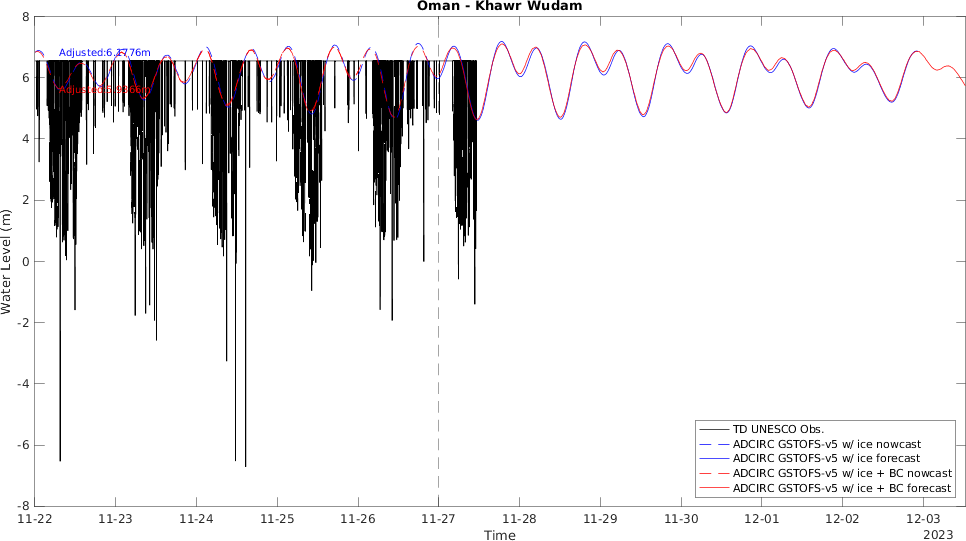 Oman - Khawr Wudam
8
6
4
2
0
-2
-4
-6
-8
Water Level (m)
Adjusted:6.1776m
TD UNESCO Obs.
ADCIRC GSTOFS-v5 w/ ice nowcast
ADCIRC GSTOFS-v5 w/ ice forecast
ADCIRC GSTOFS-v5 w/ ice + BC nowcast
ADCIRC GSTOFS-v5 w/ ice + BC forecast
11-22 11-23 11-24 11-25 11-26 11-27 11-28 11-29 11-30 12-01 12-02 12-03
Time
2023